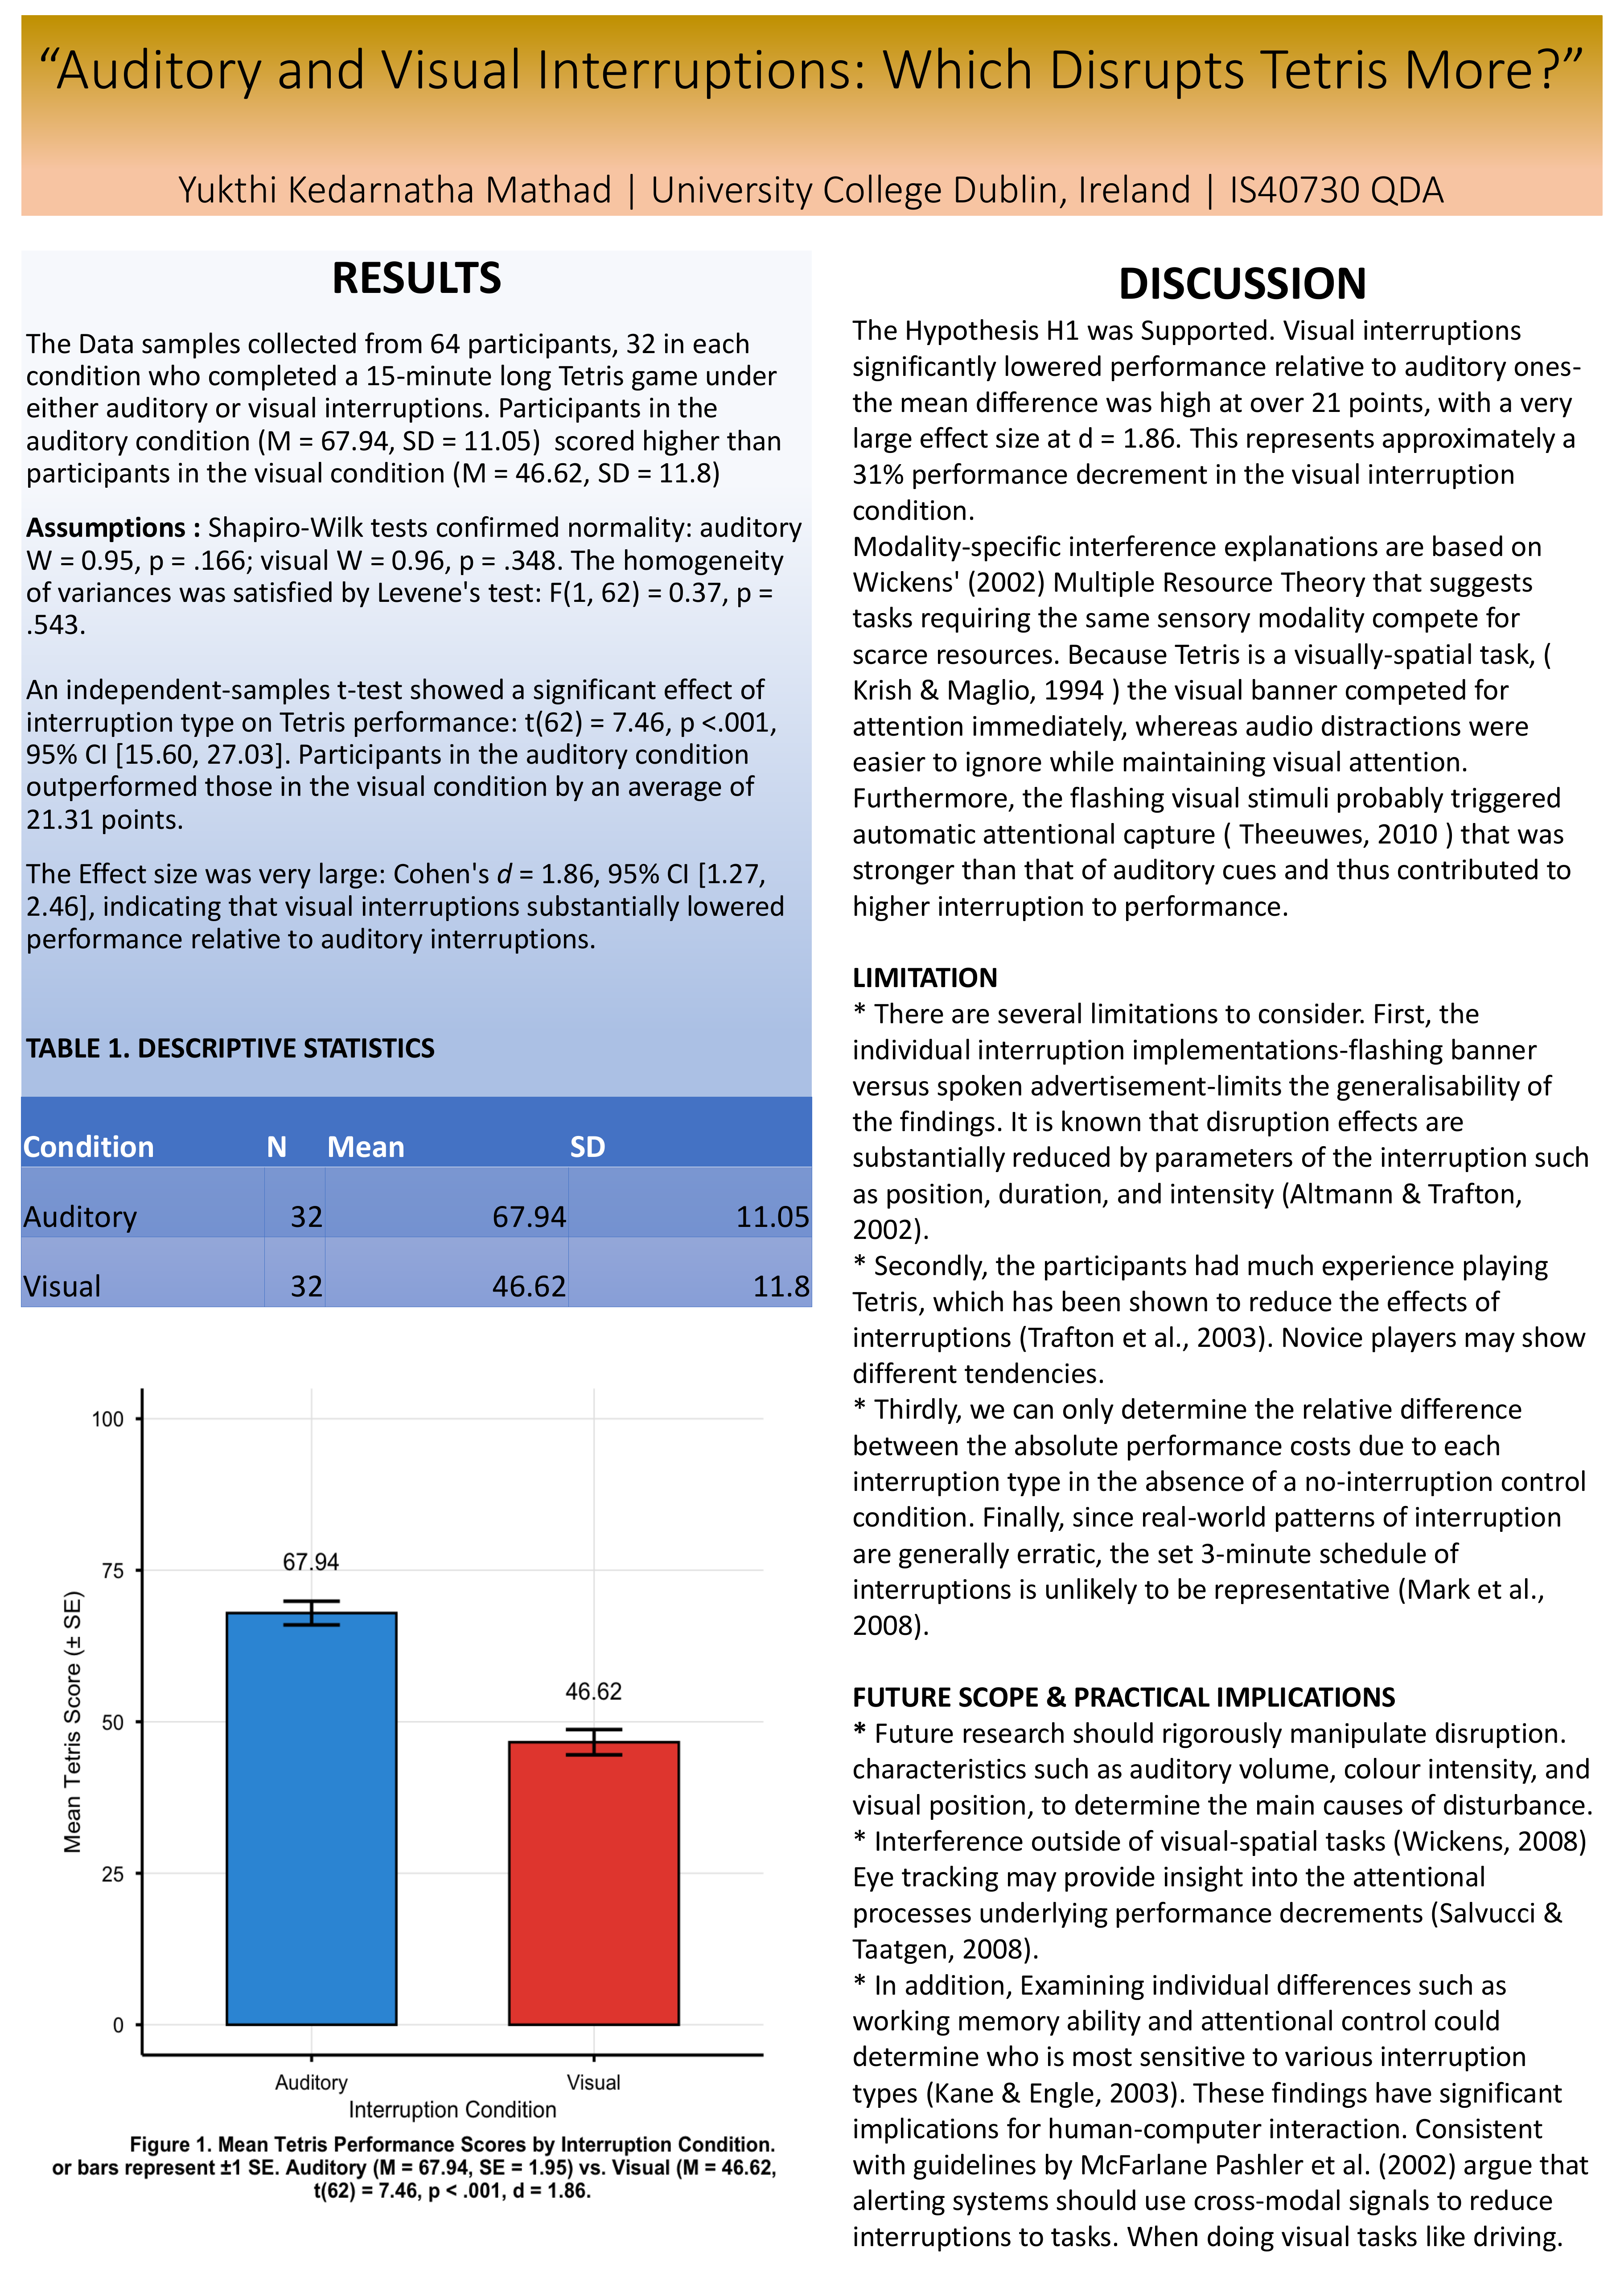 “Auditory and Visual Interruptions: Which Disrupts Tetris More?”
Yukthi Kedarnatha Mathad | University College Dublin, Ireland | IS40730 QDA
RESULTS
The Data samples collected from 64 participants, 32 in each
condition who completed a 15-minute long Tetris game under
either auditory or visual interruptions. Participants in the
auditory condition (M = 67.94, SD = 11.05)  scored higher than
participants in the visual condition (M = 46.62, SD = 11.8)
Assumptions : Shapiro-Wilk tests confirmed normality: auditory
W = 0.95, p = .166; visual W = 0.96, p = .348. The homogeneity
of variances was satisfied by Levene's test: F(1, 62) = 0.37, p =
.543.
An independent-samples t-test showed a significant effect of
interruption type on Tetris performance: t(62) = 7.46, p <.001,
95% CI [15.60, 27.03]. Participants in the auditory condition
outperformed those in the visual condition by an average of
21.31 points.
The Effect size was very large: Cohen's d = 1.86, 95% CI [1.27,
2.46], indicating that visual interruptions substantially lowered
performance relative to auditory interruptions.
TABLE 1. DESCRIPTIVE STATISTICS
Condition N Mean SD
Auditory 32 67.94 11.05
Visual 32 46.62 11.8
100
75
50
25
0
Mean Tetris Score (± SE)
67.94
46.62
Auditory Visual
Interruption Condition
Figure 1. Mean Tetris Performance Scores by Interruption Condition.
or bars represent ±1 SE. Auditory (M = 67.94, SE = 1.95) vs. Visual (M = 46.62,
t(62) = 7.46, p < .001, d = 1.86.
DISCUSSION
The Hypothesis H1 was Supported. Visual interruptions
significantly lowered performance relative to auditory ones-
the mean difference was high at over 21 points, with a very
large effect size at d = 1.86. This represents approximately a
31% performance decrement in the visual interruption
condition.
Modality-specific interference explanations are based on
Wickens' (2002) Multiple Resource Theory that suggests
tasks requiring the same sensory modality compete for
scarce resources. Because Tetris is a visually-spatial task, (
Krish & Maglio, 1994 ) the visual banner competed for
attention immediately, whereas audio distractions were
easier to ignore while maintaining visual attention.
Furthermore, the flashing visual stimuli probably triggered
automatic attentional capture ( Theeuwes, 2010 ) that was
stronger than that of auditory cues and thus contributed to
higher interruption to performance.
LIMITATION
* There are several limitations to consider. First, the
individual interruption implementations-flashing banner
versus spoken advertisement-limits the generalisability of
the findings. It is known that disruption effects are
substantially reduced by parameters of the interruption such
as position, duration, and intensity (Altmann & Trafton,
2002).
* Secondly, the participants had much experience playing
Tetris, which has been shown to reduce the effects of
interruptions (Trafton et al., 2003). Novice players may show
different tendencies.
* Thirdly, we can only determine the relative difference
between the absolute performance costs due to each
interruption type in the absence of a no-interruption control
condition. Finally, since real-world patterns of interruption
are generally erratic, the set 3-minute schedule of
interruptions is unlikely to be representative (Mark et al.,
2008).
FUTURE SCOPE & PRACTICAL IMPLICATIONS
* Future research should rigorously manipulate disruption.
characteristics such as auditory volume, colour intensity, and
visual position, to determine the main causes of disturbance.
* Interference outside of visual-spatial tasks (Wickens, 2008)
Eye tracking may provide insight into the attentional
processes underlying performance decrements (Salvucci &
Taatgen, 2008).
* In addition, Examining individual differences such as
working memory ability and attentional control could
determine who is most sensitive to various interruption
types (Kane & Engle, 2003). These findings have significant
implications for human-computer interaction. Consistent
with guidelines by McFarlane Pashler et al. (2002) argue that
alerting systems should use cross-modal signals to reduce
interruptions to tasks. When doing visual tasks like driving.